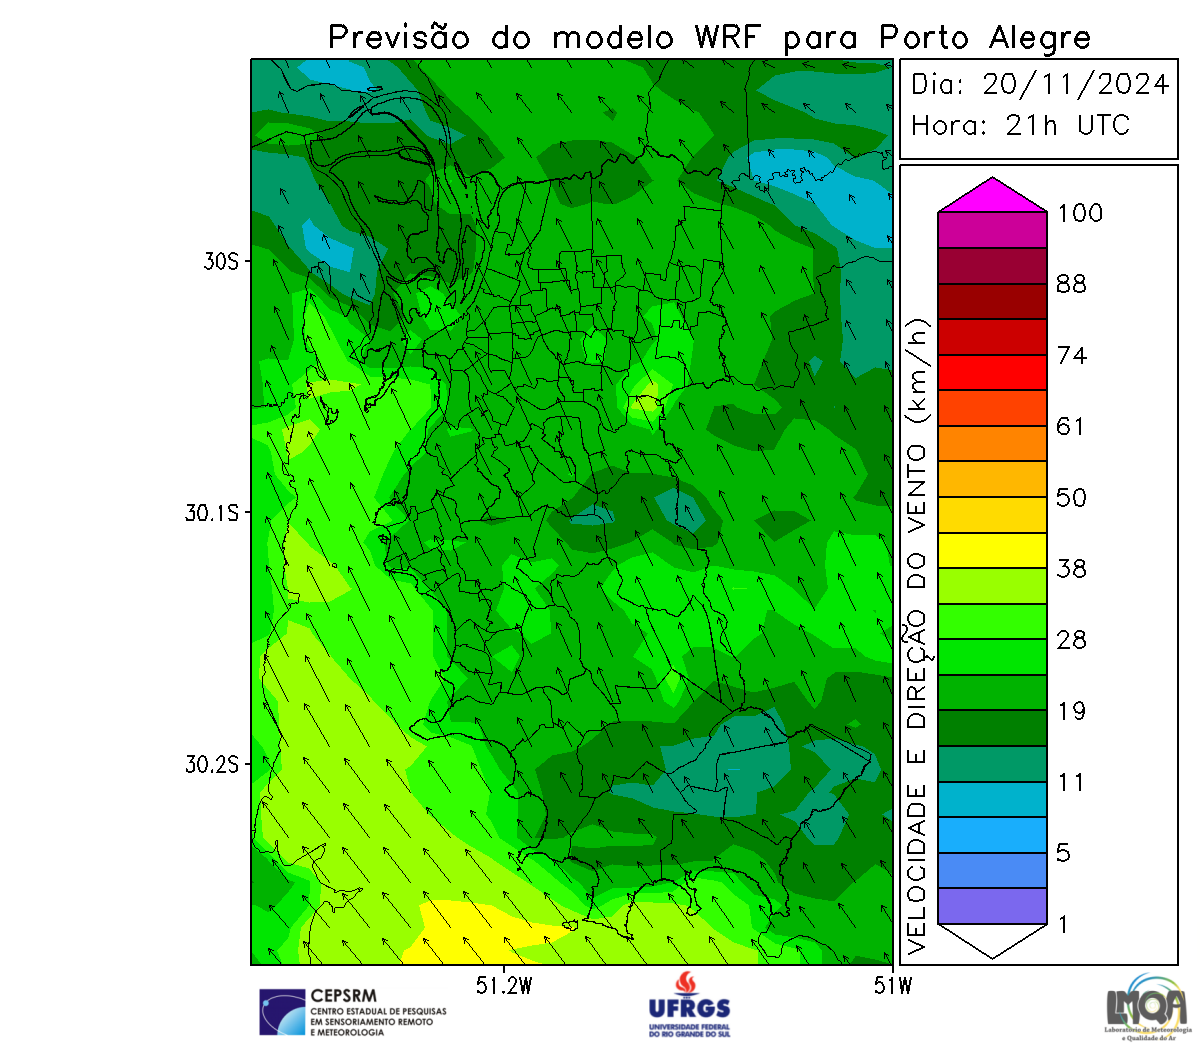 Previsão do modelo WRF para Porto Alegre
Dia: 20/11/2024
Hora: 21h UTC
30S
30.1S
30.2S
51.2W
51W
VELOCIDADE E DIREÇÃO DO VENTO (km/h)
100
88
74
61
50
38
28
19
11
5
1
CEPSRM
CENTRO ESTADUAL DE PESQUISAS
EM SENSORIAMENTO REMOTO
E METEOROLOGIA
UFRGS
UNIVERSIDADE FEDERAL
DO RIO GRANDE DO SUL
LMQA
Laboratório de Meteorologia
e Qualidade do Ar